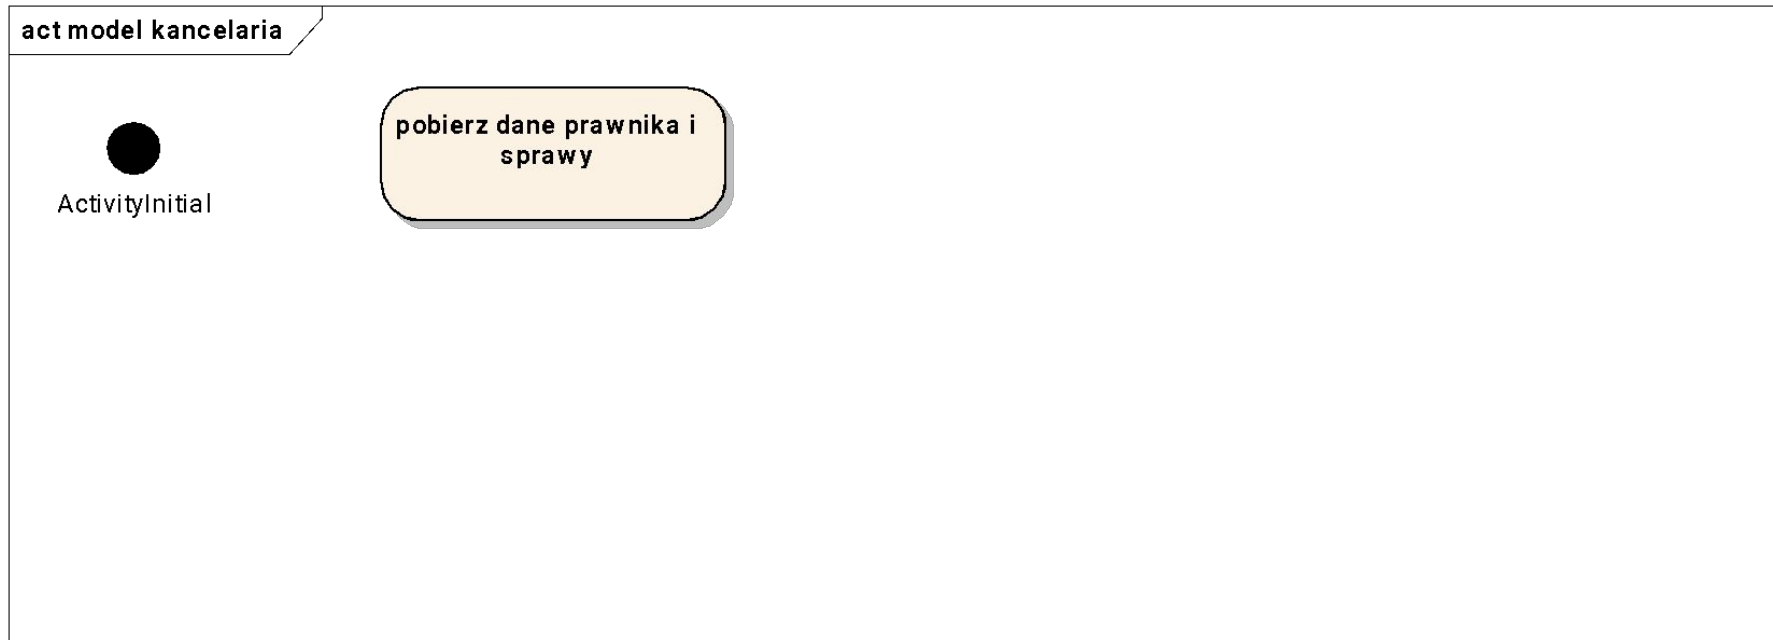 act model kancelaria
pobierz dane prawnika i
sprawy
ActivityInitial